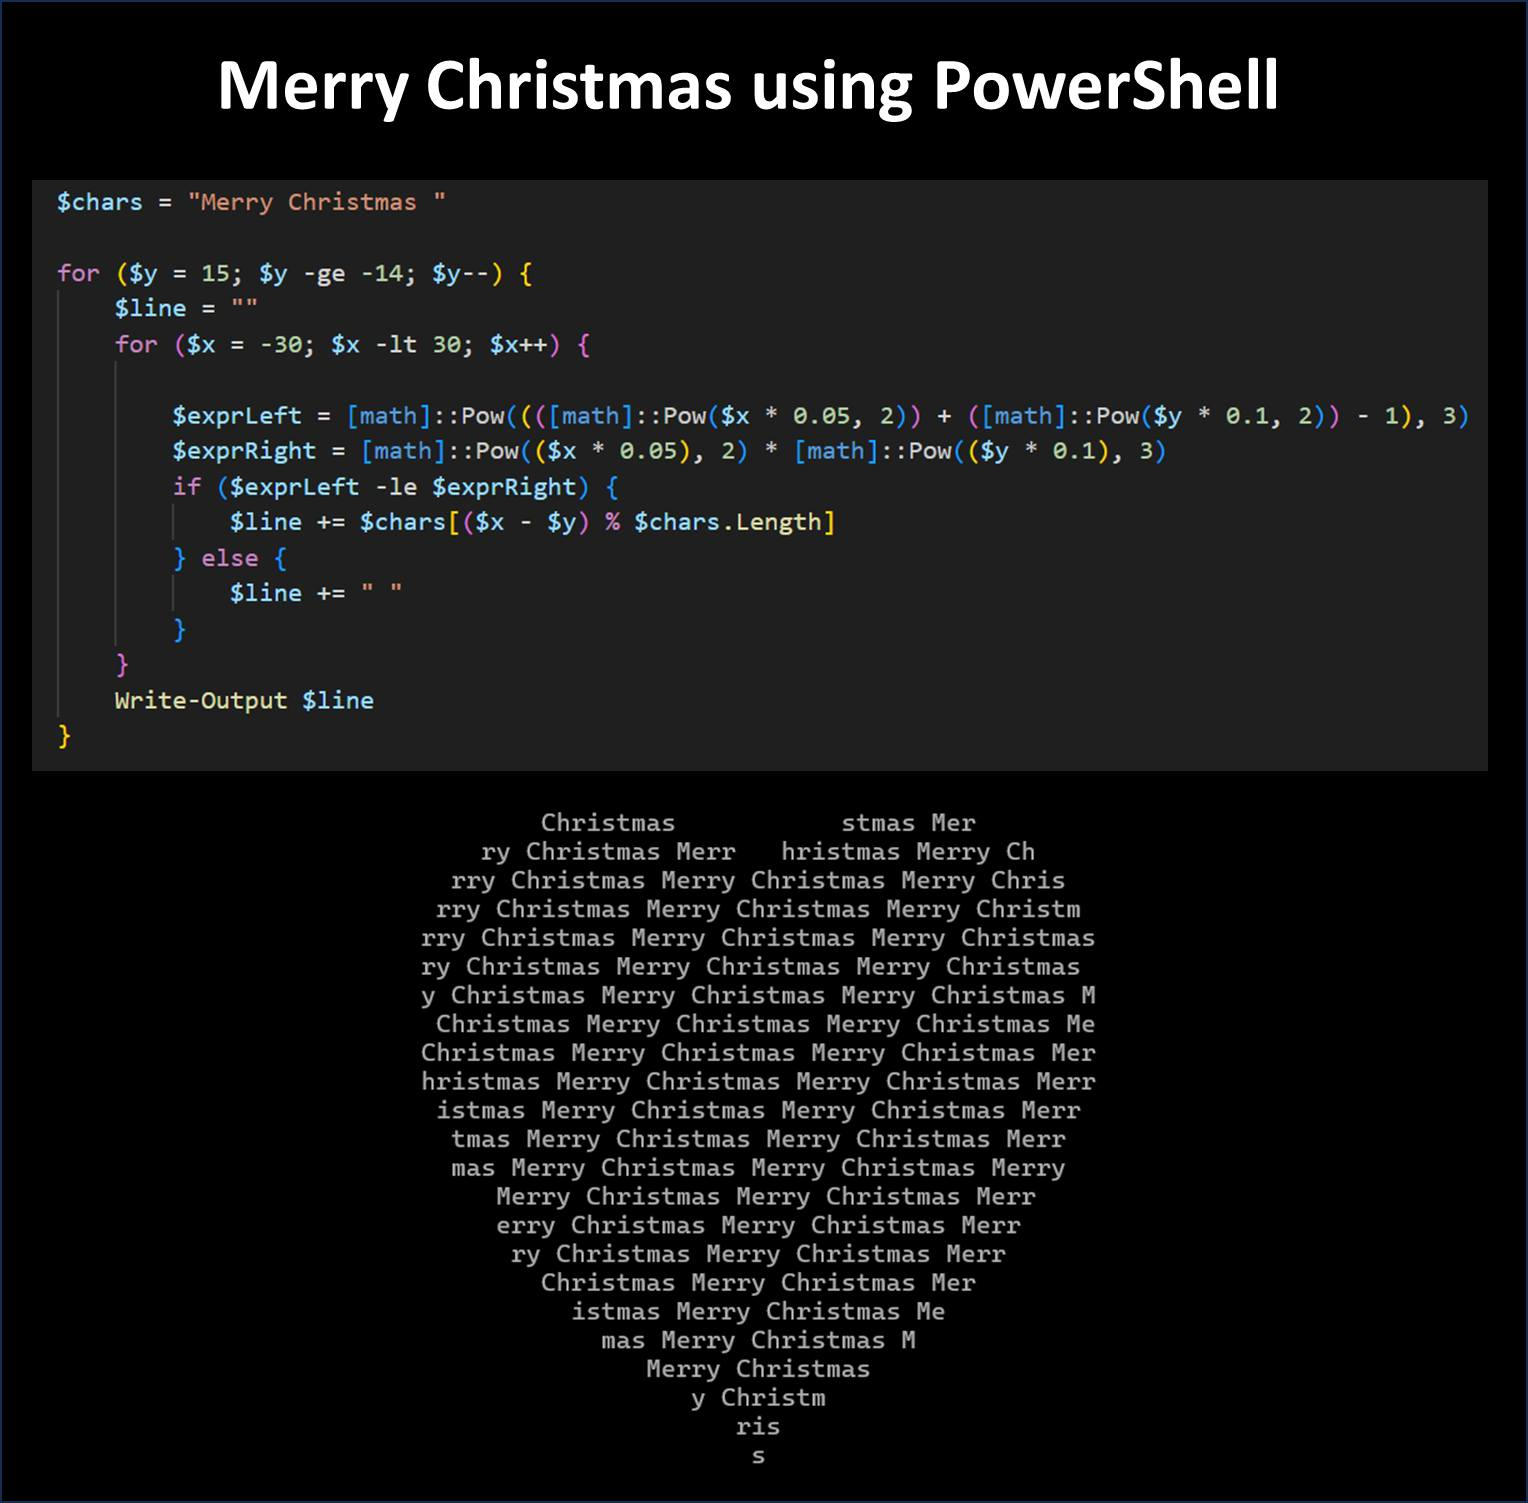 Merry Christmas using PowerShell
$chars = "Merry Christmas "
for ($y = 15; $y -ge -14; $y--) {
    $line = ""
    for ($x = -30; $x -lt 30; $x++) {
        $exprLeft = [math]::Pow((([math]::Pow($x * 0.05, 2)) + ([math]::Pow($y * 0.1, 2)) - 1), 3)
        $exprRight = [math]::Pow(($x * 0.05), 2) * [math]::Pow(($y * 0.1), 3)
        if ($exprLeft -le $exprRight) {
            $line += $chars[($x - $y) % $chars.Length]
        } else {
            $line += " "
        }
    }
    Write-Output $line
}
Christmas           stmas Mer
ry Christmas Merr   hristmas Merry Ch
rry Christmas Merry Christmas Merry Chris
rry Christmas Merry Christmas Merry Christm
rry Christmas Merry Christmas Merry Christmas
ry Christmas Merry Christmas Merry Christmas
y Christmas Merry Christmas Merry Christmas M
Christmas Merry Christmas Merry Christmas Me
Christmas Merry Christmas Merry Christmas Mer
hristmas Merry Christmas Merry Christmas Merr
istmas Merry Christmas Merry Christmas Merr
tmas Merry Christmas Merry Christmas Merr
mas Merry Christmas Merry Christmas Merry
Merry Christmas Merry Christmas Merr
erry Christmas Merry Christmas Merr
ry Christmas Merry Christmas Merr
Christmas Merry Christmas Mer
istmas Merry Christmas Me
mas Merry Christmas M
Merry Christmas
y Christm
ris
s